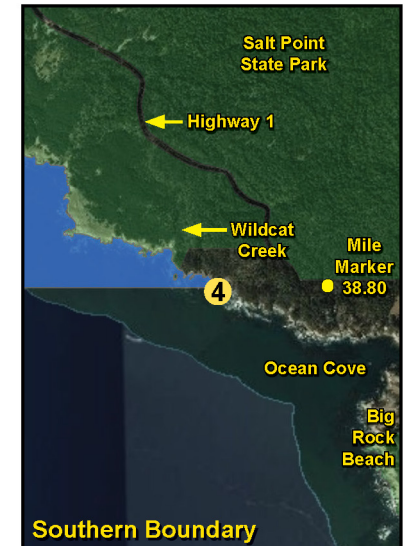 Salt Point
State Park
Highway 1
Wildcat
Creek
Mile
Marker
38.80
4
Ocean Cove
Big
Rock
Beach
Southern Boundary